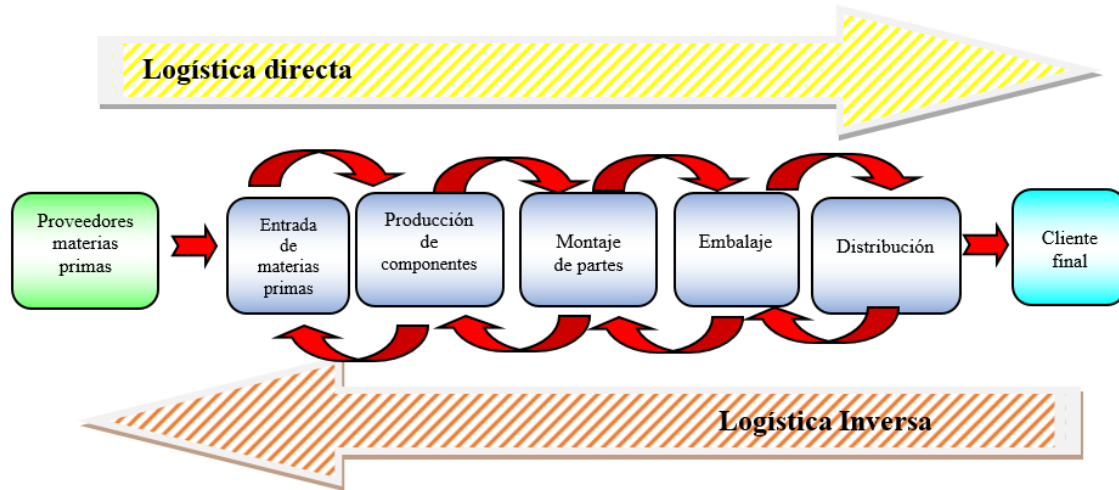 Logística directa
Proveedores
materias
primas
Entrada
de
materias
primas
Producción
de
componentes
Montaje
de partes
Embalaje
Distribución
Cliente
final
Logística Inversa